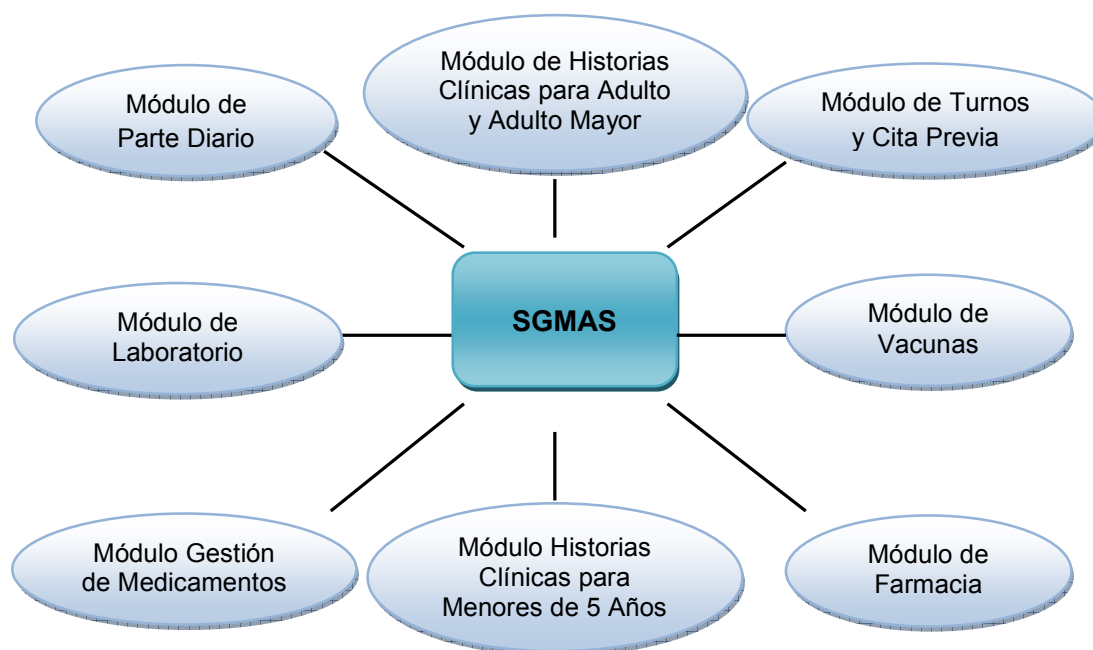 Módulo de
Parte Diario
Módulo de Historias
Clínicas para Adulto
y Adulto Mayor
Módulo de Turnos
y Cita Previa
Módulo de
Laboratorio
SGMAS
Módulo de
Vacunas
Módulo Gestión
de Medicamentos
Módulo Historias
Clínicas para
Menores de 5 Años
Módulo de
Farmacia